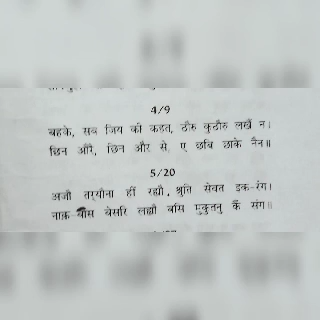 4/9
बहके, सब जिय की कहत, ठौरु कुठौरु लखैं न।
छिन औरै, छिन और से, ए छबि छाके नैन॥
5/20
अजौं तर्‌यौना हीं रह्यौ, श्रुति सेवत इक-रंग।
नाक-बास बेसरि लह्यौ बसि मुकुतनु कैं संग॥